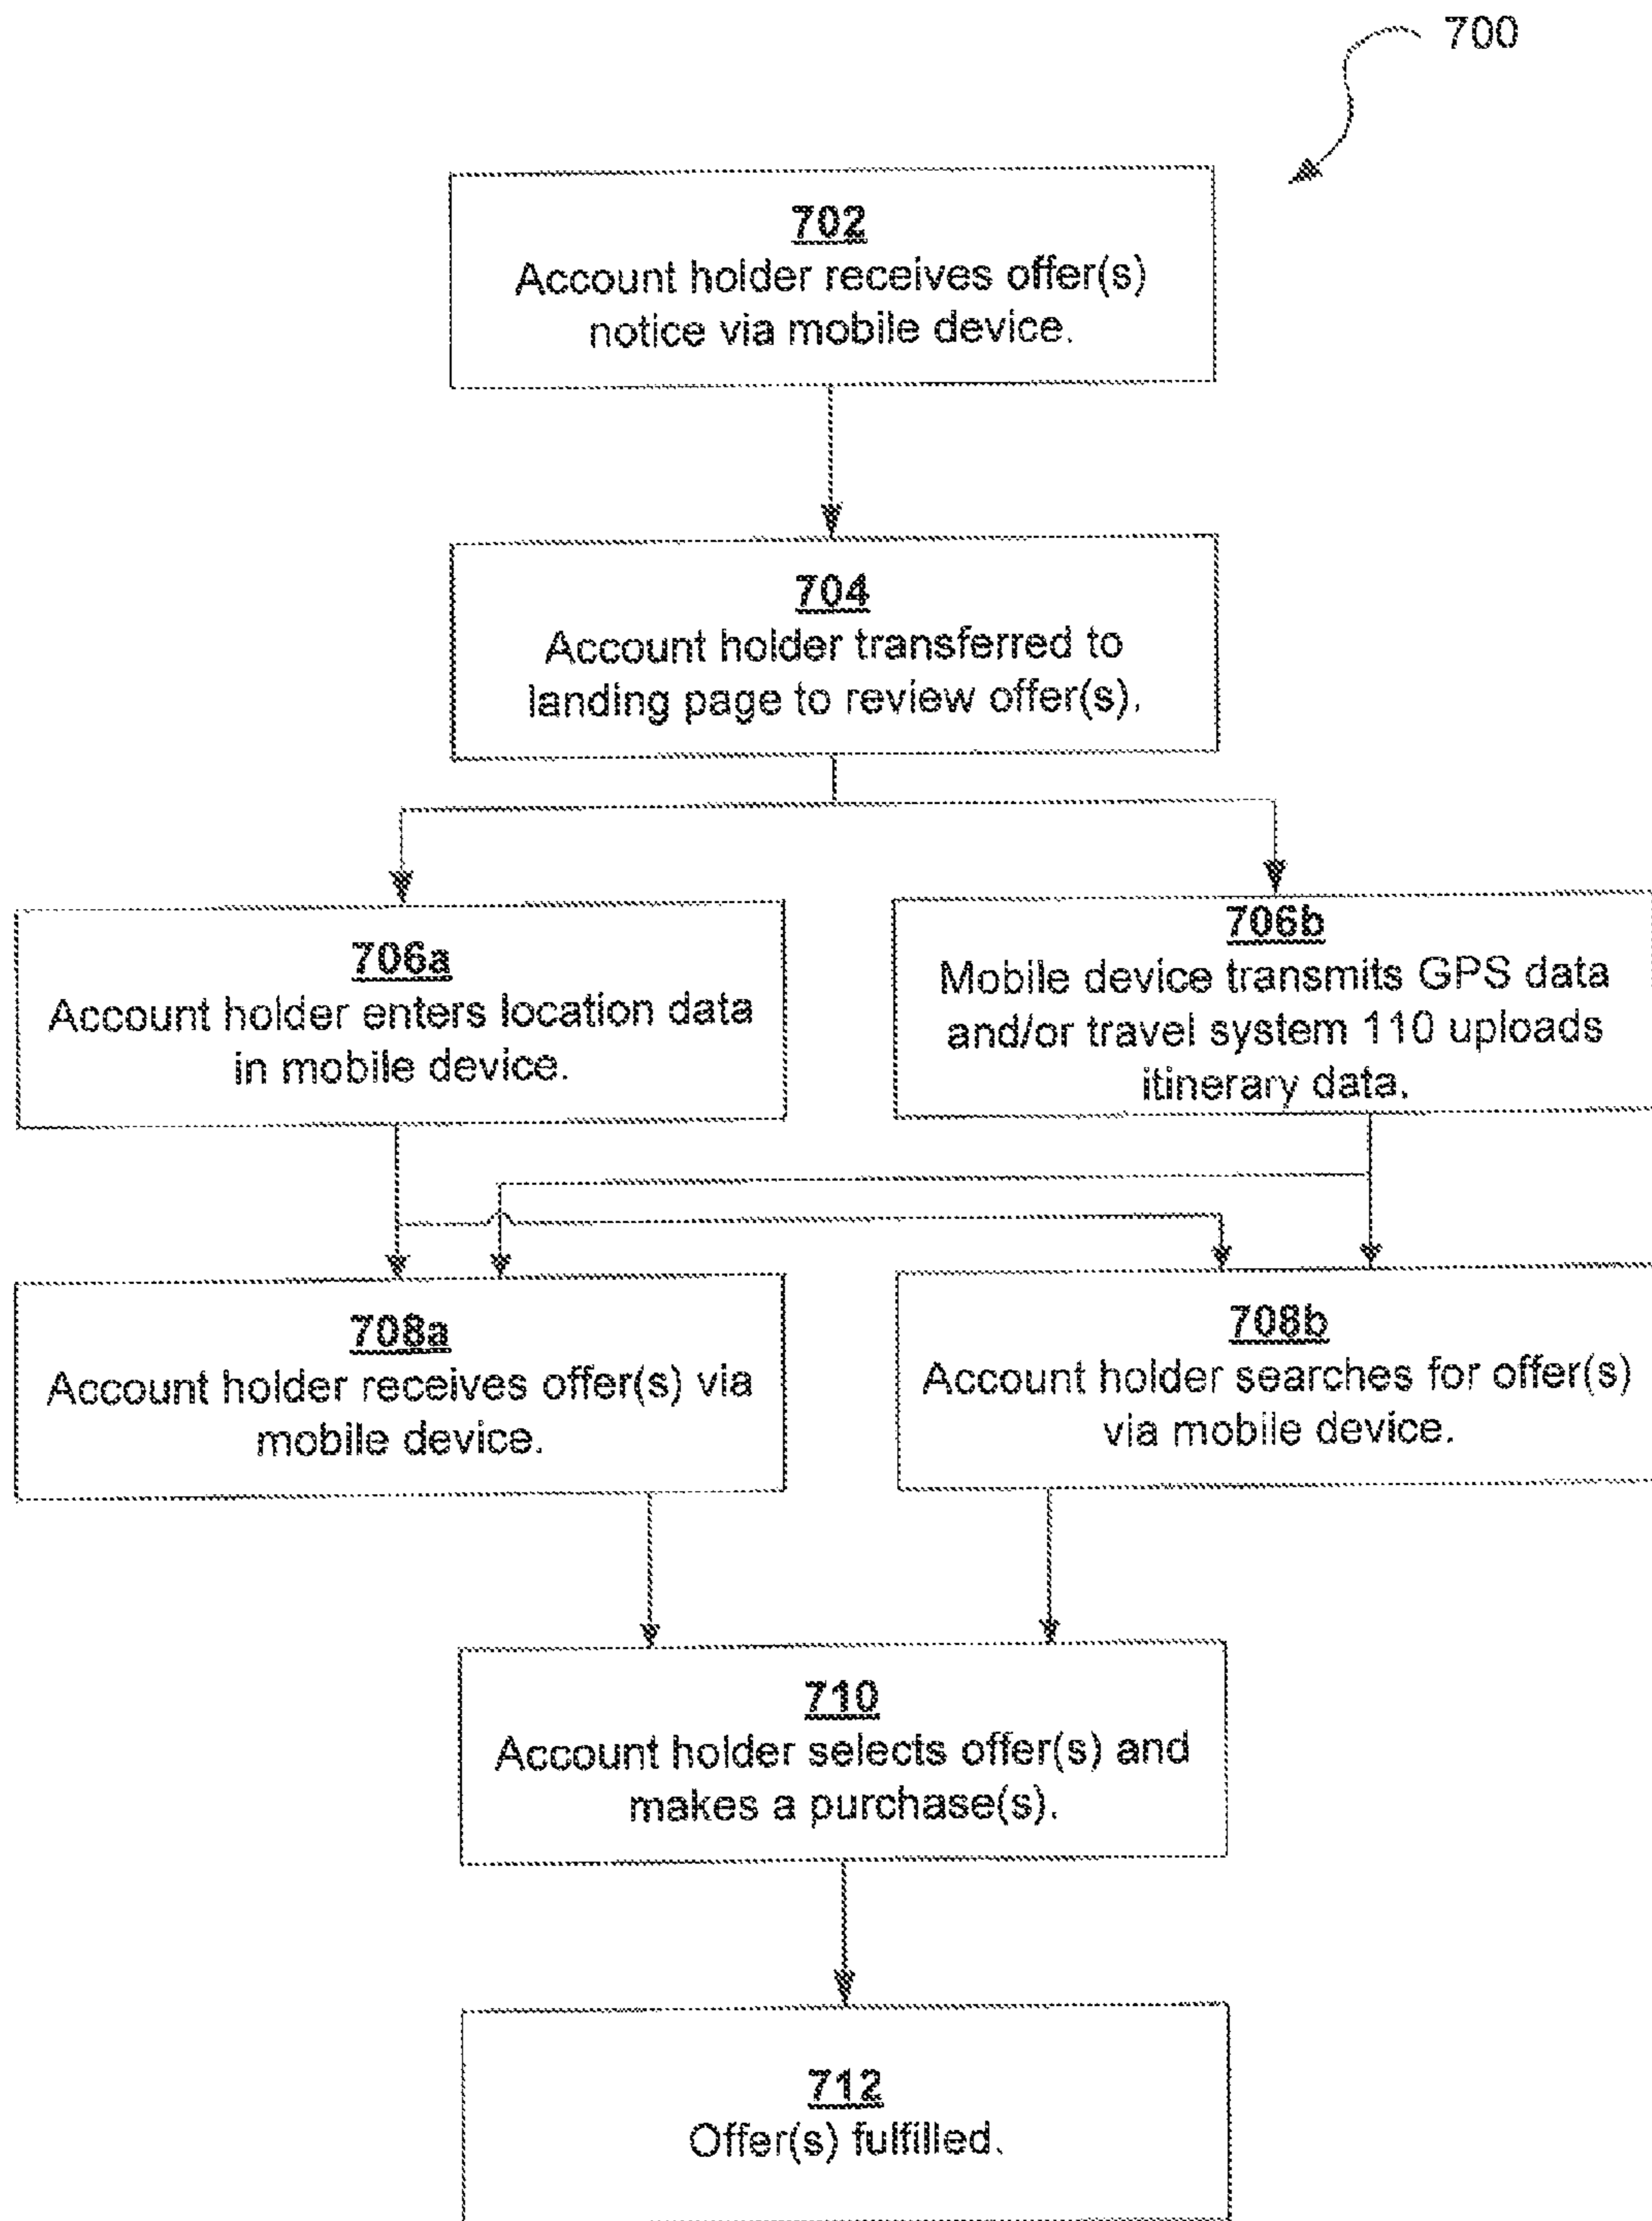 700
702
Account holder receives offer(s)
notice via mobile device.
704
Account holder transferred to
landing page to review offer(s).
706a
Account holder enters location data
in mobile device.
706b
Mobile device transmits GPS data
and/or travel system 110 uploads
itinerary data.
708a
Account holder receives offer(s) via
mobile device.
708b
Account holder searches for offer(s)
via mobile device.
710
Account holder selects offer(s) and
makes a purchase(s).
712
Offer(s) fulfilled.